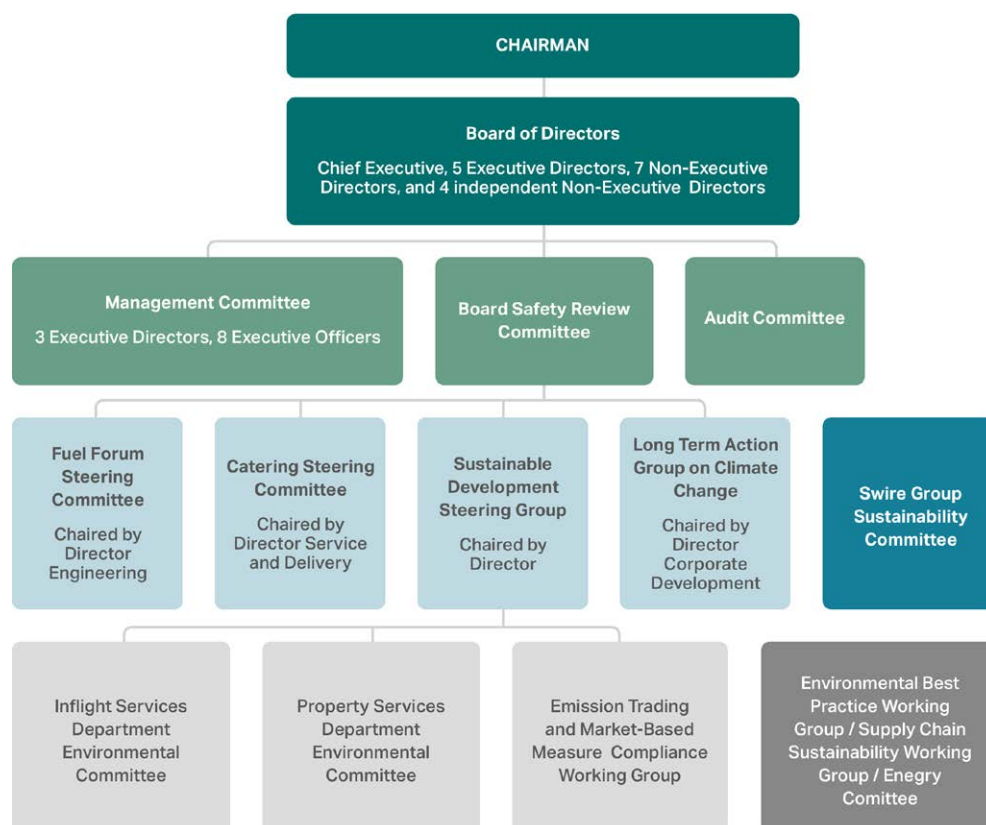 CHAIRMAN
Board of Directors
Chief Executive, 5 Executive Directors, 7 Non-Executive
Directors, and 4 independent Non-Executive Directors
Management Committee
3 Executive Directors, 8 Executive Officers
Board Safety Review
Committee
Audit Committee
Fuel Forum
Steering
Committee
Chaired by
Director
Engineering
Catering Steering
Committee
Chaired by
Director Service
and Delivery
Sustainable
Development
Steering Group
Chaired by
Director
Long Term Action
Group on Climate
Change
Chaired by
Director
Corporate
Development
Swire Group
Sustainability
Committee
Inflight Services
Department
Environmental
Committee
Property Services
Department
Environmental
Committee
Emission Trading
and Market-Based
Measure Compliance
Working Group
Environmental Best
Practice Working
Group / Supply Chain
Sustainability Working
Group / Enegry
Comittee